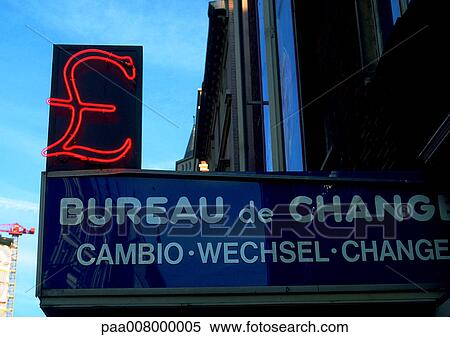 £
BUREAU de CHANGE
CAMBIO · WECHSEL · CHANGE
paa008000005 www.fotosearch.com